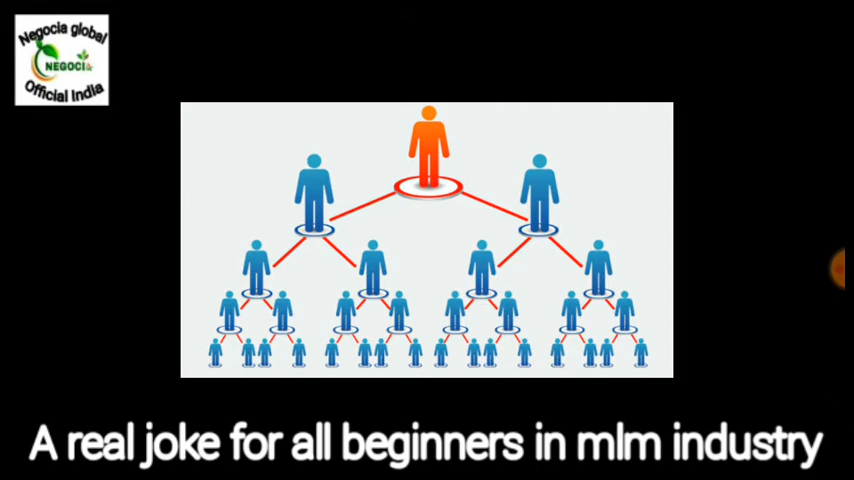 Negocia global
NEGOCIA
Official India
A real joke for all beginners in mlm industry